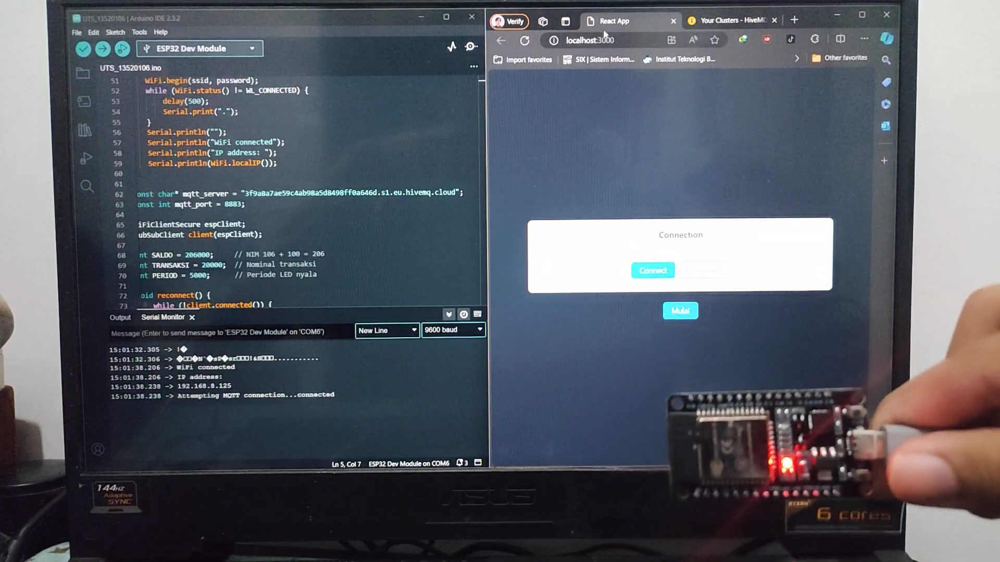 UTS_13520106 | Arduino IDE 2.3.2
File Edit Sketch Tools Help
ESP32 Dev Module
UTS_13520106.ino
51 WiFi.begin(ssid, password);
52 while (WiFi.status() != WL_CONNECTED) {
53 delay(500);
54 Serial.print(".");
55 }
56 Serial.println("");
57 Serial.println("WiFi connected");
58 Serial.println("IP address: ");
59 Serial.println(WiFi.localIP());
60
61
62 onst char* mqtt_server = "3f9a8a7ae59c4ab98a5d8498ff0a646d.s1.eu.hivemq.cloud";
63 onst int mqtt_port = 8883;
64
65 iFiClientSecure espClient;
66 ubSubClient client(espClient);
67
68 nt SALDO = 206000; // NIM 106 + 100 = 206
69 nt TRANSAKSI = 20000; // Nominal transaksi
70 nt PERIOD = 5000; // Periode LED nyala
71
72 oid reconnect() {
73 while (!client.connected()) {
Output Serial Monitor
Message (Enter to send message to 'ESP32 Dev Module' on 'COM6')
New Line
9600 baud
15:01:32.305 -> !�
15:01:32.306 ->
15:01:38.206 -> WiFi connected
15:01:38.206 -> IP address:
15:01:38.238 -> 192.168.8.125
15:01:38.238 -> Attempting MQTT connection...connected
Ln 5, Col 7 ESP32 Dev Module on COM6 3
Verify
React App
Your Clusters - HiveM
localhost:3000
Import favorites
SIX | Sistem Inform...
Institut Teknologi B...
Other favorites
Connection
Connect
Disconnect
Mulai
144Hz
Adaptive
SYNC
ASUS
RYZEN
6 cores